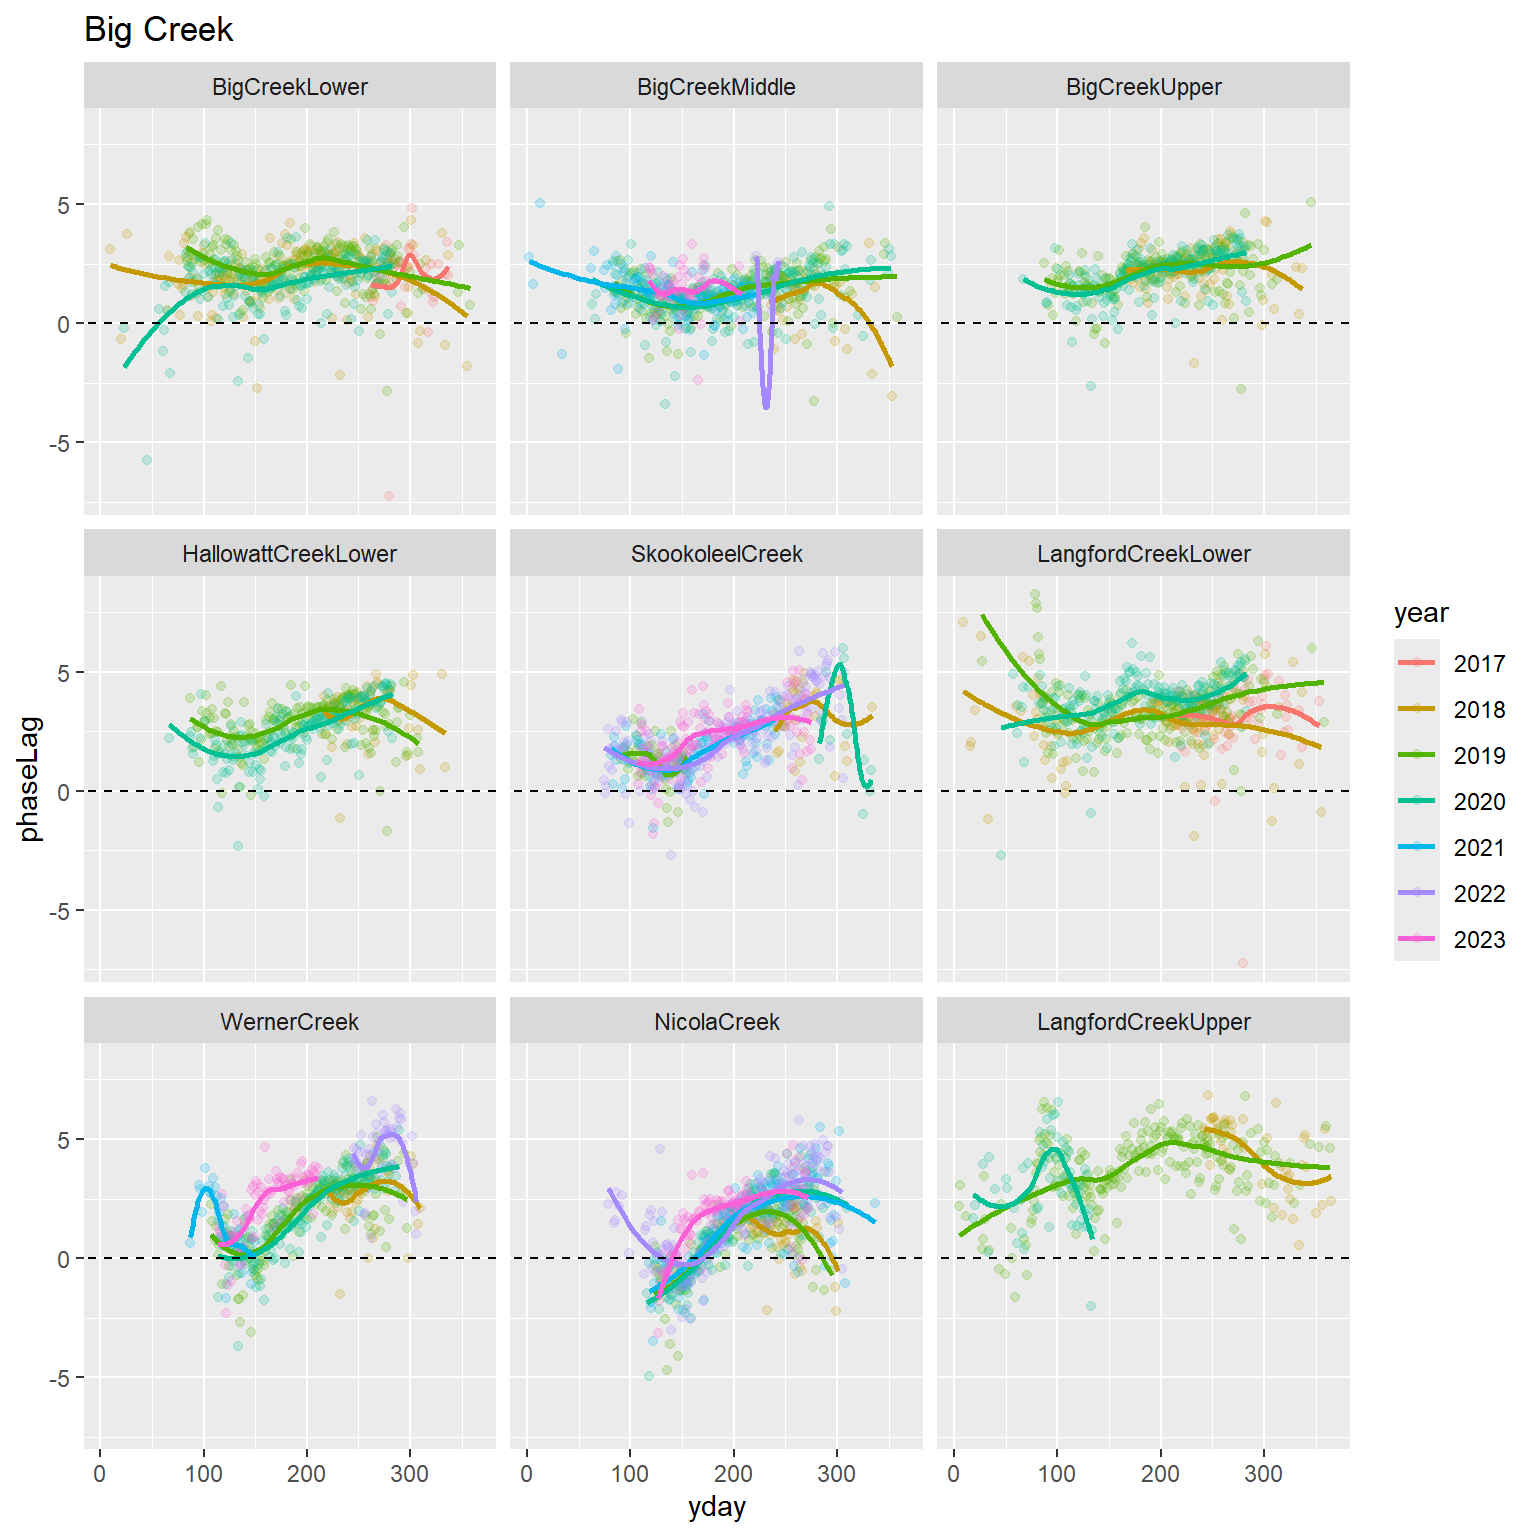 Big Creek
BigCreekLower
BigCreekMiddle
BigCreekUpper
5
0
-5
HallowattCreekLower
SkookoleelCreek
LangfordCreekLower
5
0
-5
phaseLag
WernerCreek
NicolaCreek
LangfordCreekUpper
5
0
-5
0 100 200 300
0 100 200 300
0 100 200 300
yday
year
2017
2018
2019
2020
2021
2022
2023